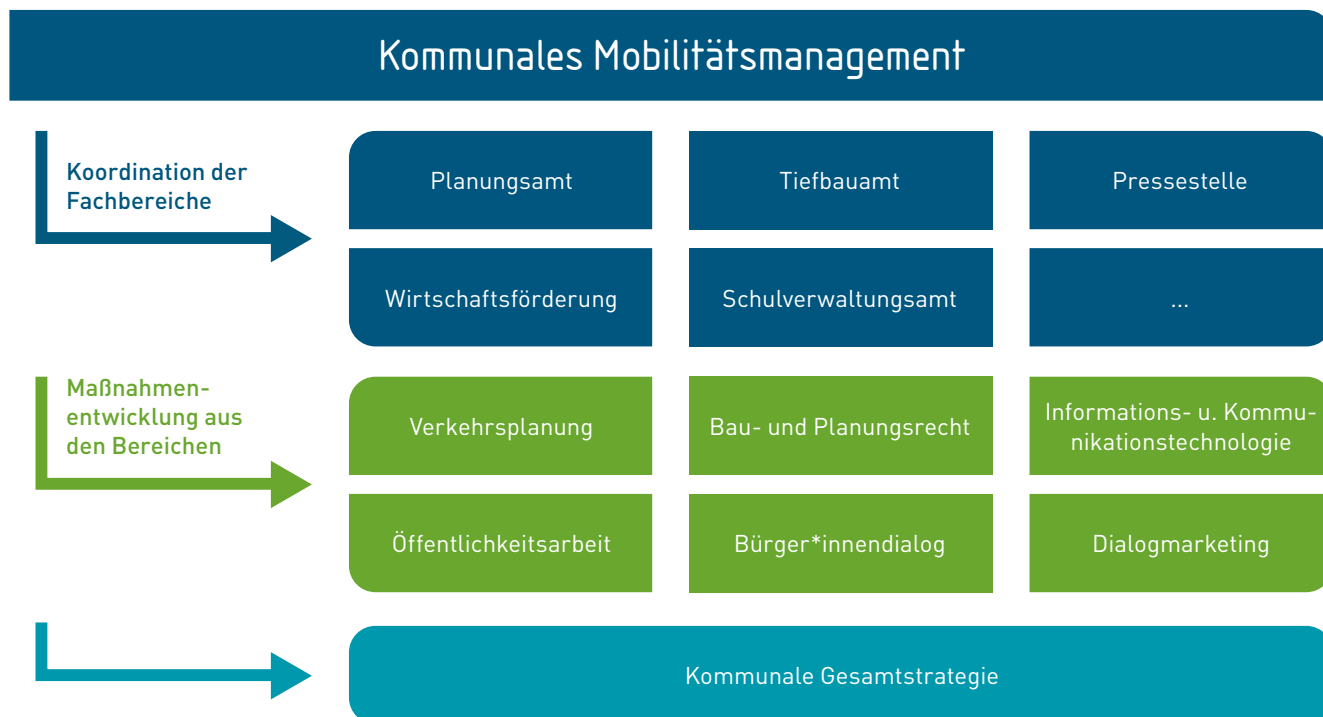 Kommunales Mobilitätsmanagement
Koordination der
Fachbereiche
Planungsamt
Tiefbauamt
Pressestelle
Wirtschaftsförderung
Schulverwaltungsamt
...
Maßnahmen-
entwicklung aus
den Bereichen
Verkehrsplanung
Bau- und Planungsrecht
Informations- u. Kommu-
nikationstechnologie
Öffentlichkeitsarbeit
Bürger*innendialog
Dialogmarketing
Kommunale Gesamtstrategie